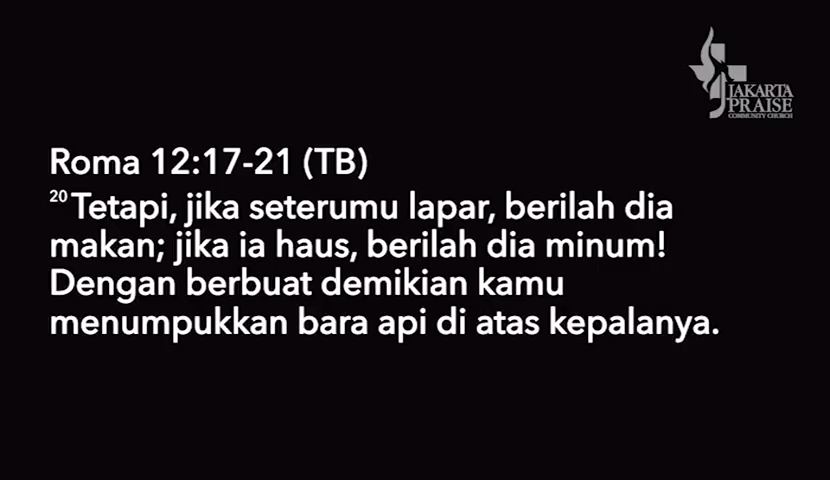 JAKARTA
PRAISE
COMMUNITY CHURCH
Roma 12:17-21 (TB)
20 Tetapi, jika seterumu lapar, berilah dia
makan; jika ia haus, berilah dia minum!
Dengan berbuat demikian kamu
menumpukkan bara api di atas kepalanya.